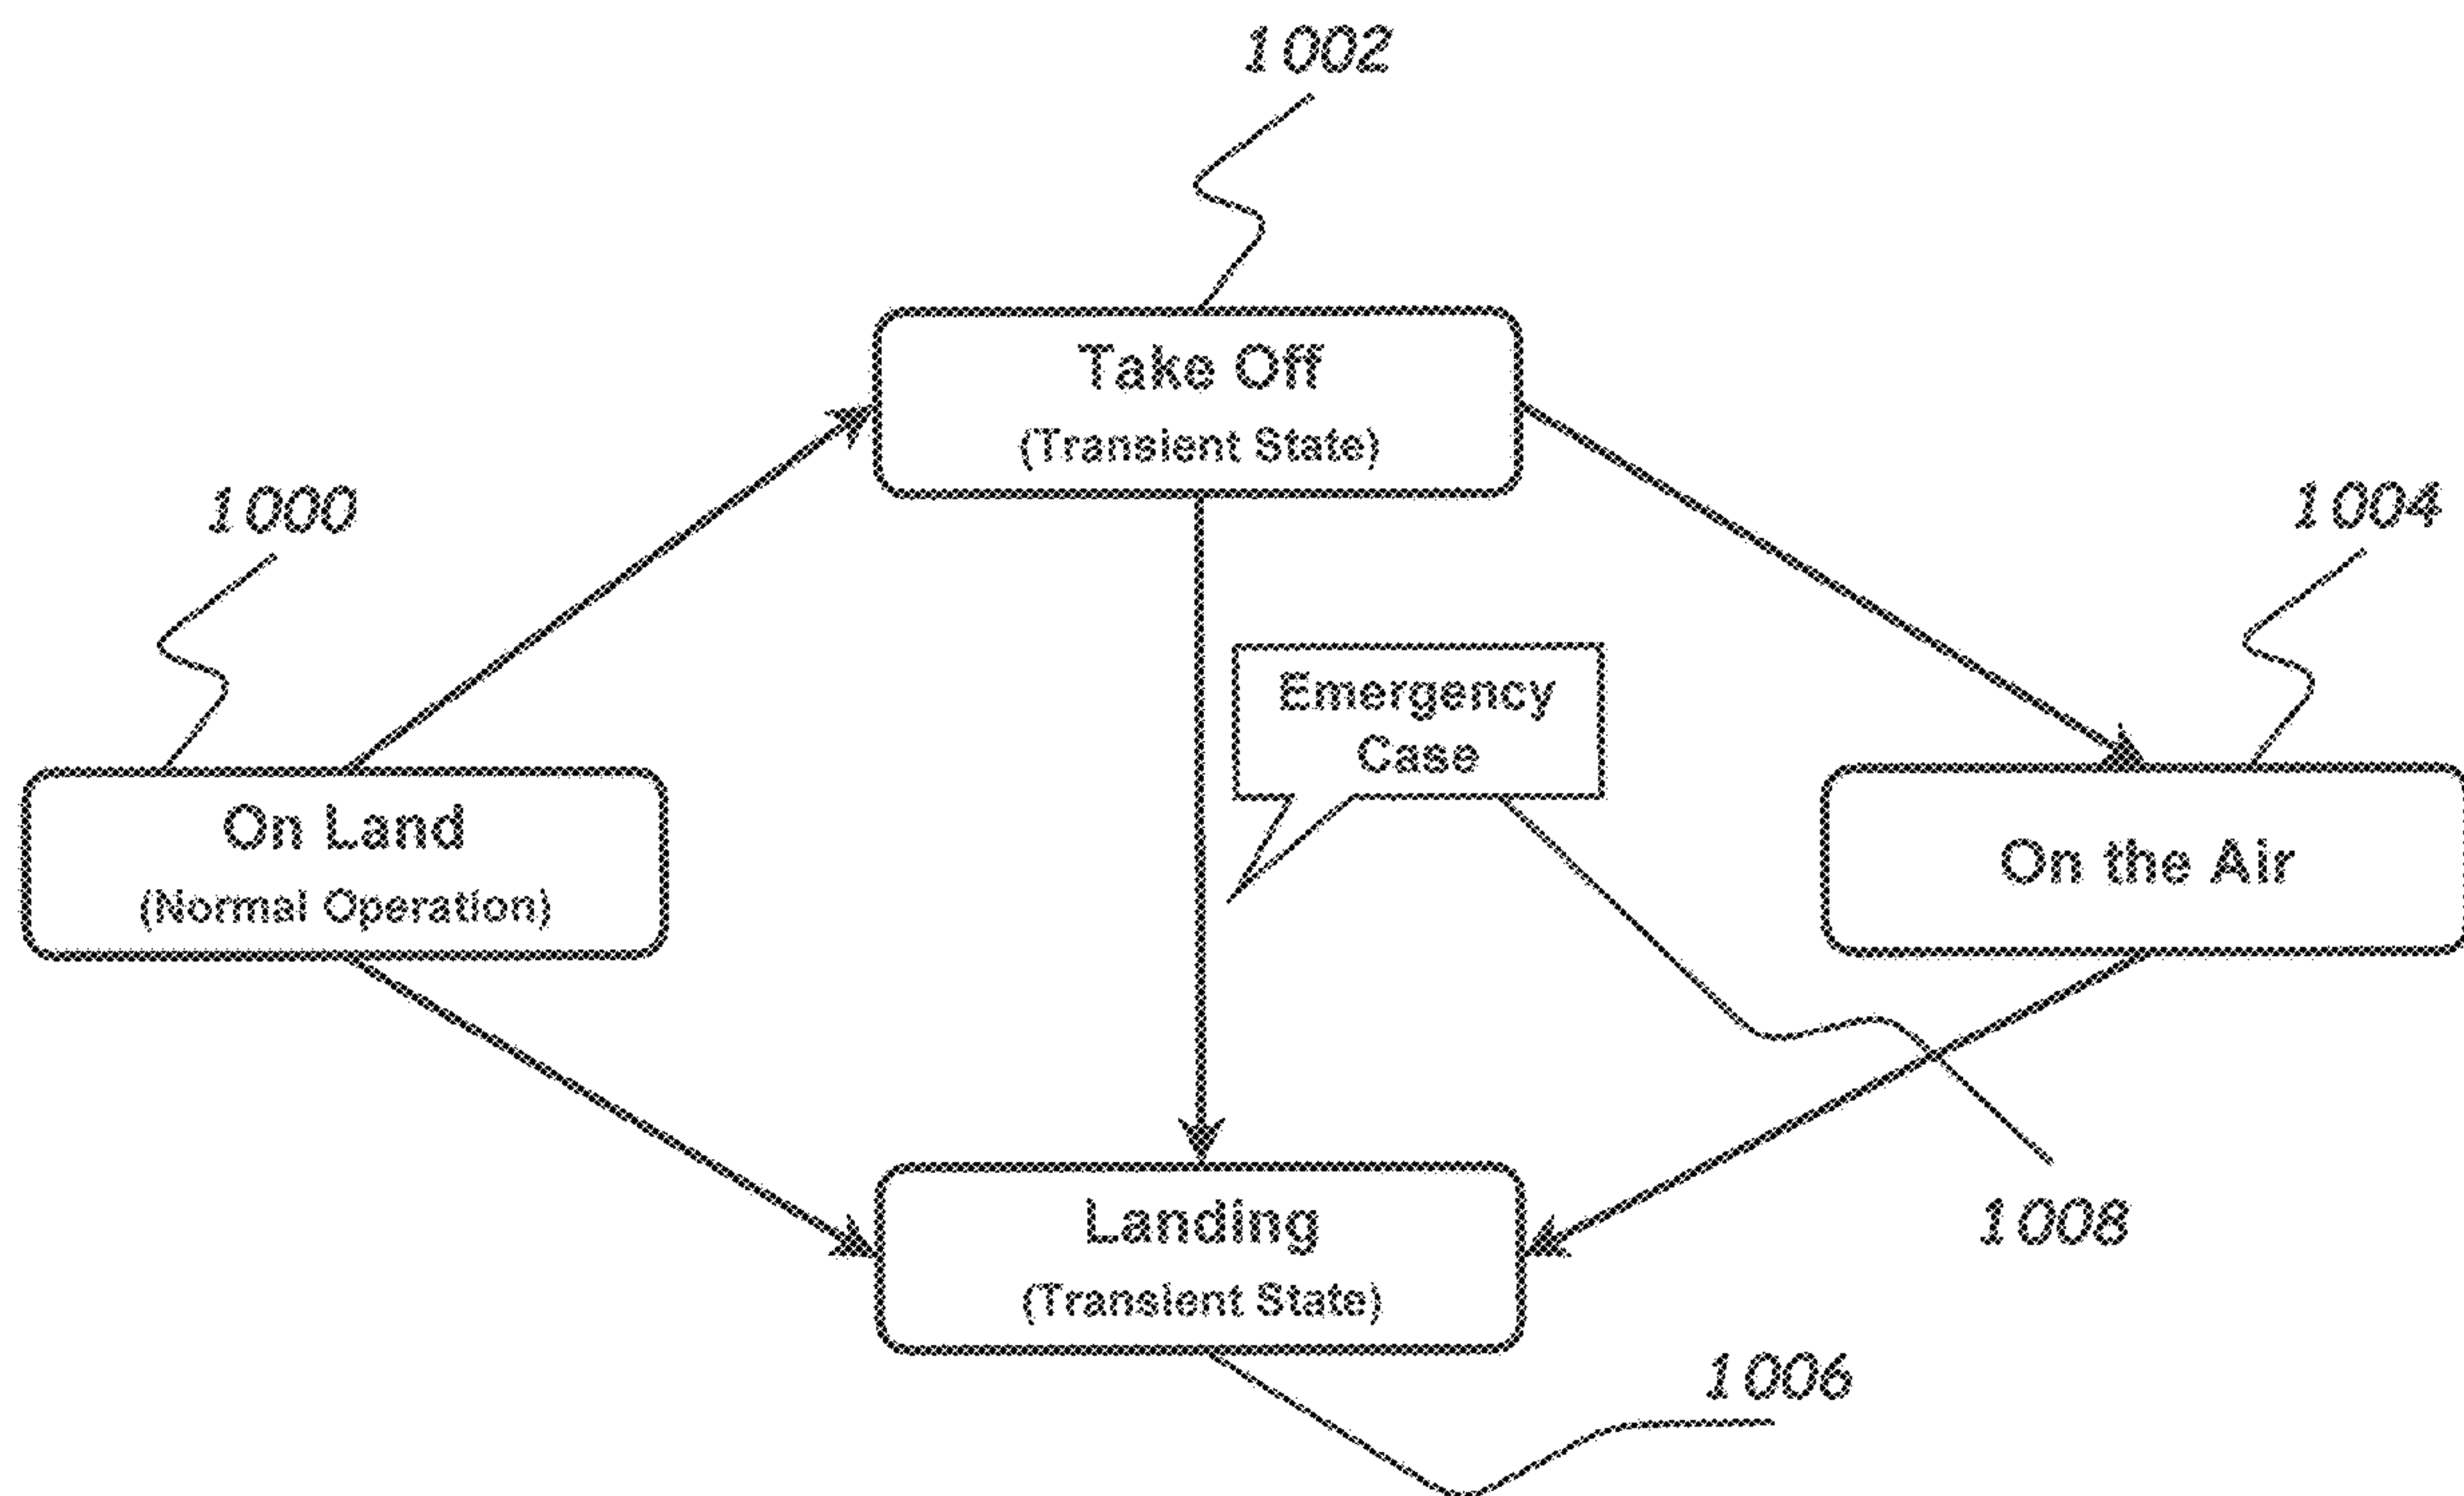 1002
Take Off
(Transient State)
1000
1004
Emergency
Case
On Land
(Normal Operation)
On the Air
Landing
(Transient State)
1008
1006